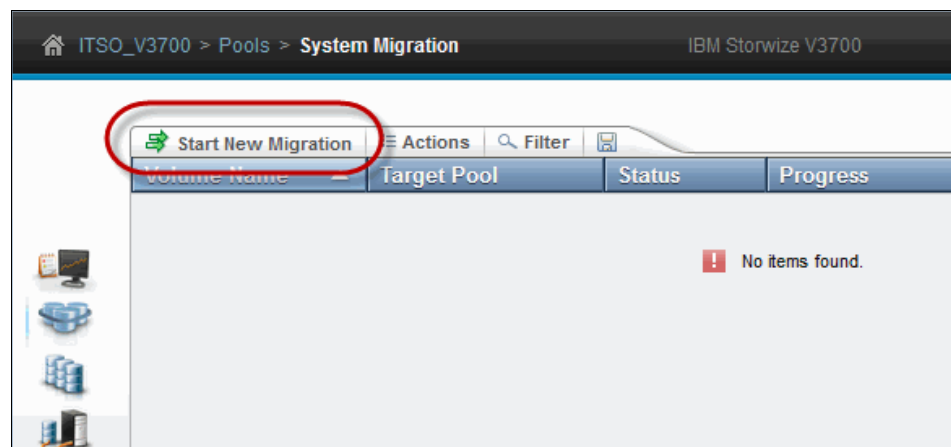 ITSO_V3700 > Pools > System Migration IBM Storwize V3700
Start New Migration Actions Filter
Volume Name Target Pool Status Progress
No items found.